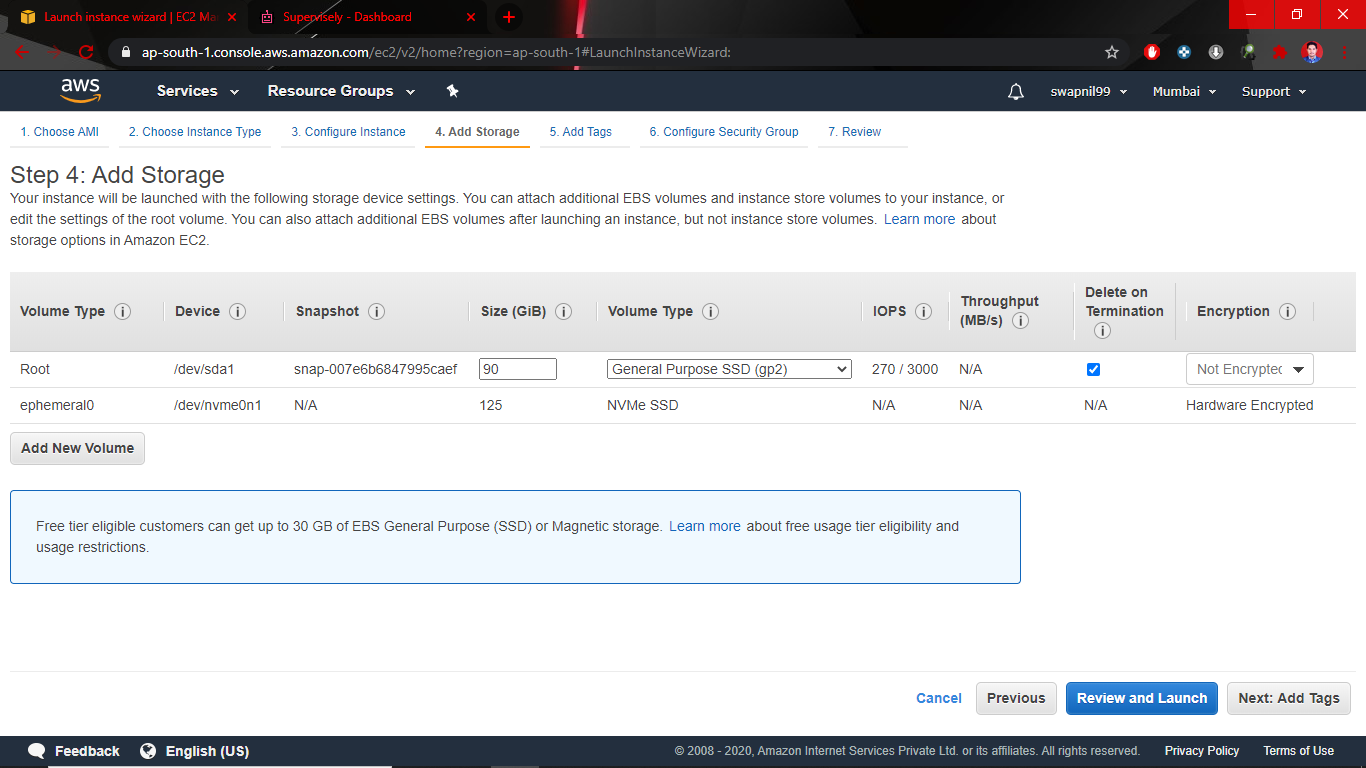 Launch instance wizard | EC2 Ma
Supervisely - Dashboard
ap-south-1.console.aws.amazon.com/ec2/v2/home?region=ap-south-1#LaunchInstanceWizard:
aws
Services
Resource Groups
swapnil99
Mumbai
Support
1. Choose AMI
2. Choose Instance Type
3. Configure Instance
4. Add Storage
5. Add Tags
6. Configure Security Group
7. Review
Step 4: Add Storage
Your instance will be launched with the following storage device settings. You can attach additional EBS volumes and instance store volumes to your instance, or
edit the settings of the root volume. You can also attach additional EBS volumes after launching an instance, but not instance store volumes. Learn more about
storage options in Amazon EC2.
Volume Type i Device i Snapshot i Size (GiB) i Volume Type i IOPS i Throughput (MB/s) i Delete on Termination i Encryption i
Root /dev/sda1 snap-007e6b6847995caef 90 General Purpose SSD (gp2) 270 / 3000 N/A Not Encrypted
ephemeral0 /dev/nvme0n1 N/A 125 NVMe SSD N/A N/A N/A Hardware Encrypted
Add New Volume
Free tier eligible customers can get up to 30 GB of EBS General Purpose (SSD) or Magnetic storage. Learn more about free usage tier eligibility and
usage restrictions.
Cancel
Previous
Review and Launch
Next: Add Tags
Feedback
English (US)
© 2008 - 2020, Amazon Internet Services Private Ltd. or its affiliates. All rights reserved.
Privacy Policy
Terms of Use